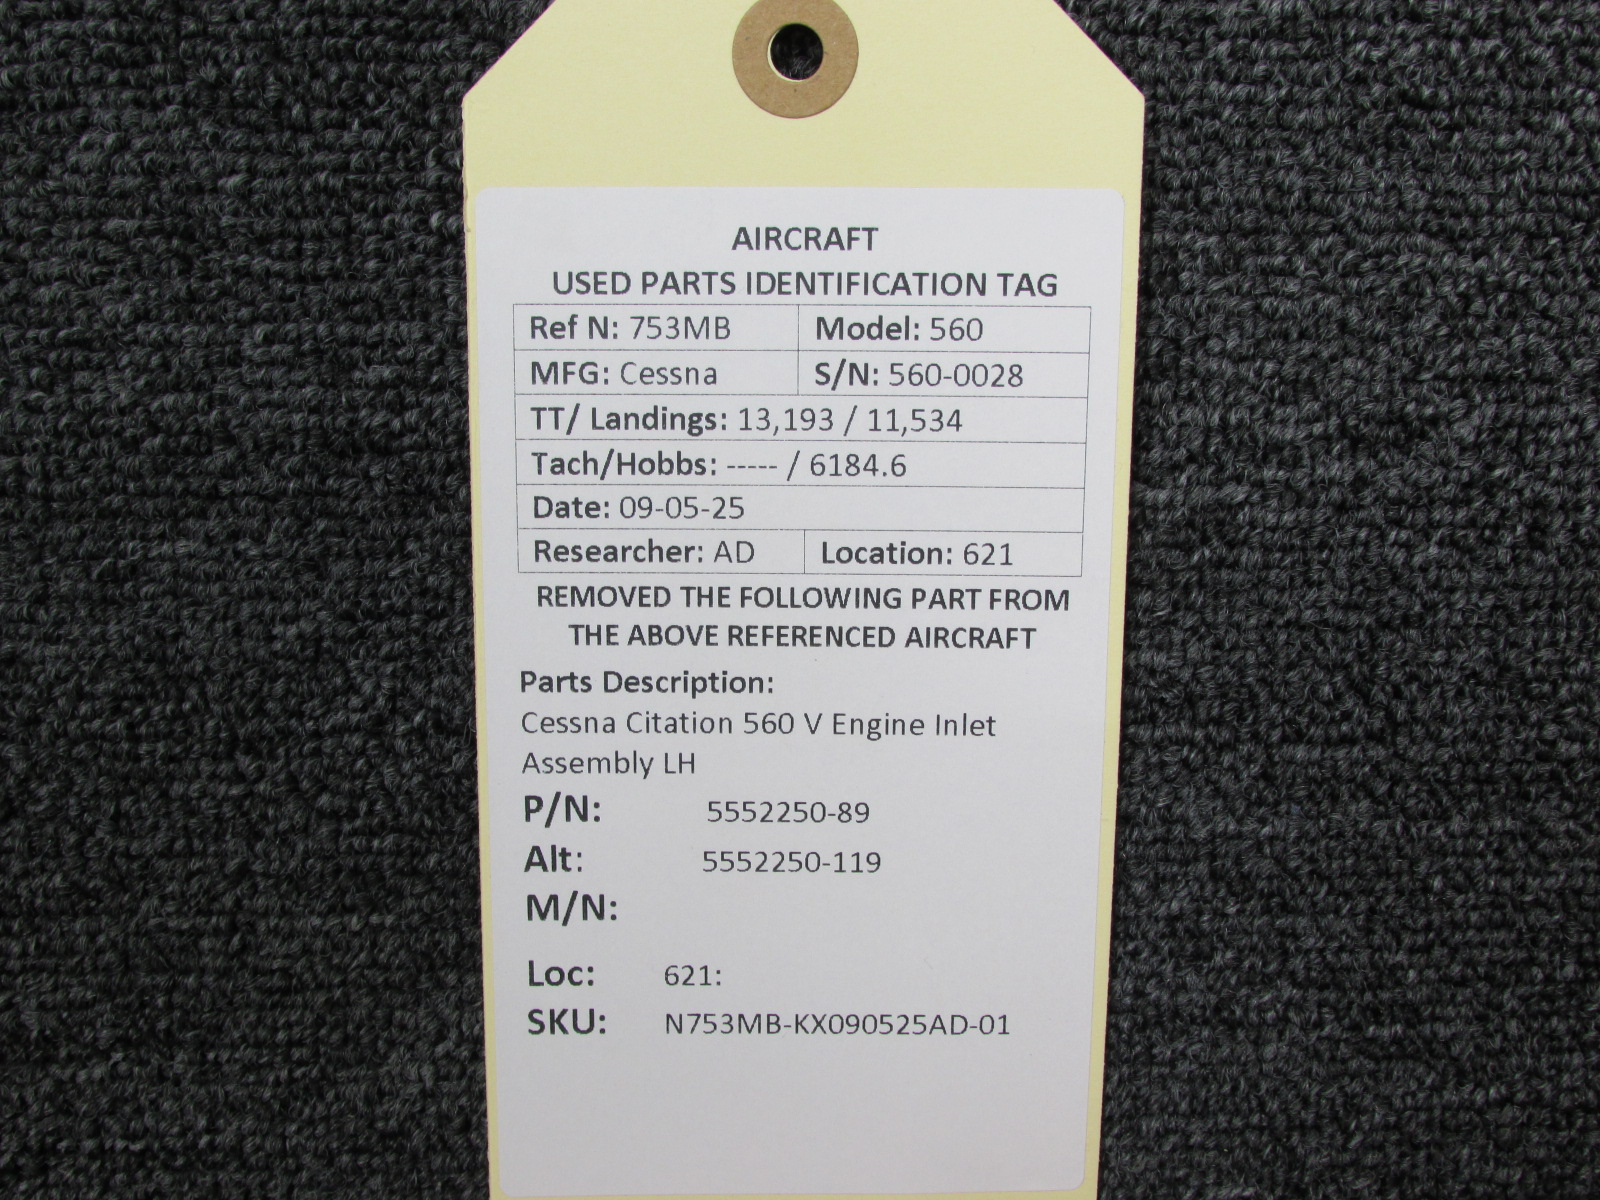 AIRCRAFT
USED PARTS IDENTIFICATION TAG
Ref N: 753MB Model: 560
MFG: Cessna S/N: 560-0028
TT/ Landings: 13,193 / 11,534
Tach/Hobbs: ----- / 6184.6
Date: 09-05-25
Researcher: AD Location: 621
REMOVED THE FOLLOWING PART FROM
THE ABOVE REFERENCED AIRCRAFT
Parts Description:
Cessna Citation 560 V Engine Inlet
Assembly LH
P/N: 5552250-89
Alt: 5552250-119
M/N:
Loc: 621:
SKU: N753MB-KX090525AD-01